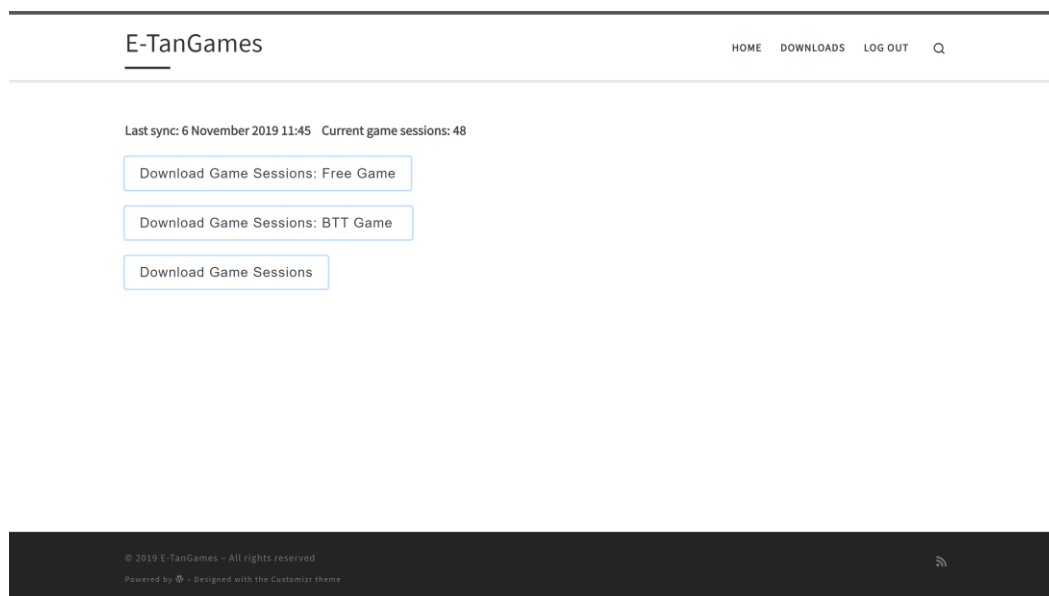 E-TanGames
HOME DOWNLOADS LOG OUT
Last sync: 6 November 2019 11:45 Current game sessions: 48
Download Game Sessions: Free Game
Download Game Sessions: BTT Game
Download Game Sessions
© 2019 E-TanGames – All rights reserved
Powered by – Designed with the Customizr theme